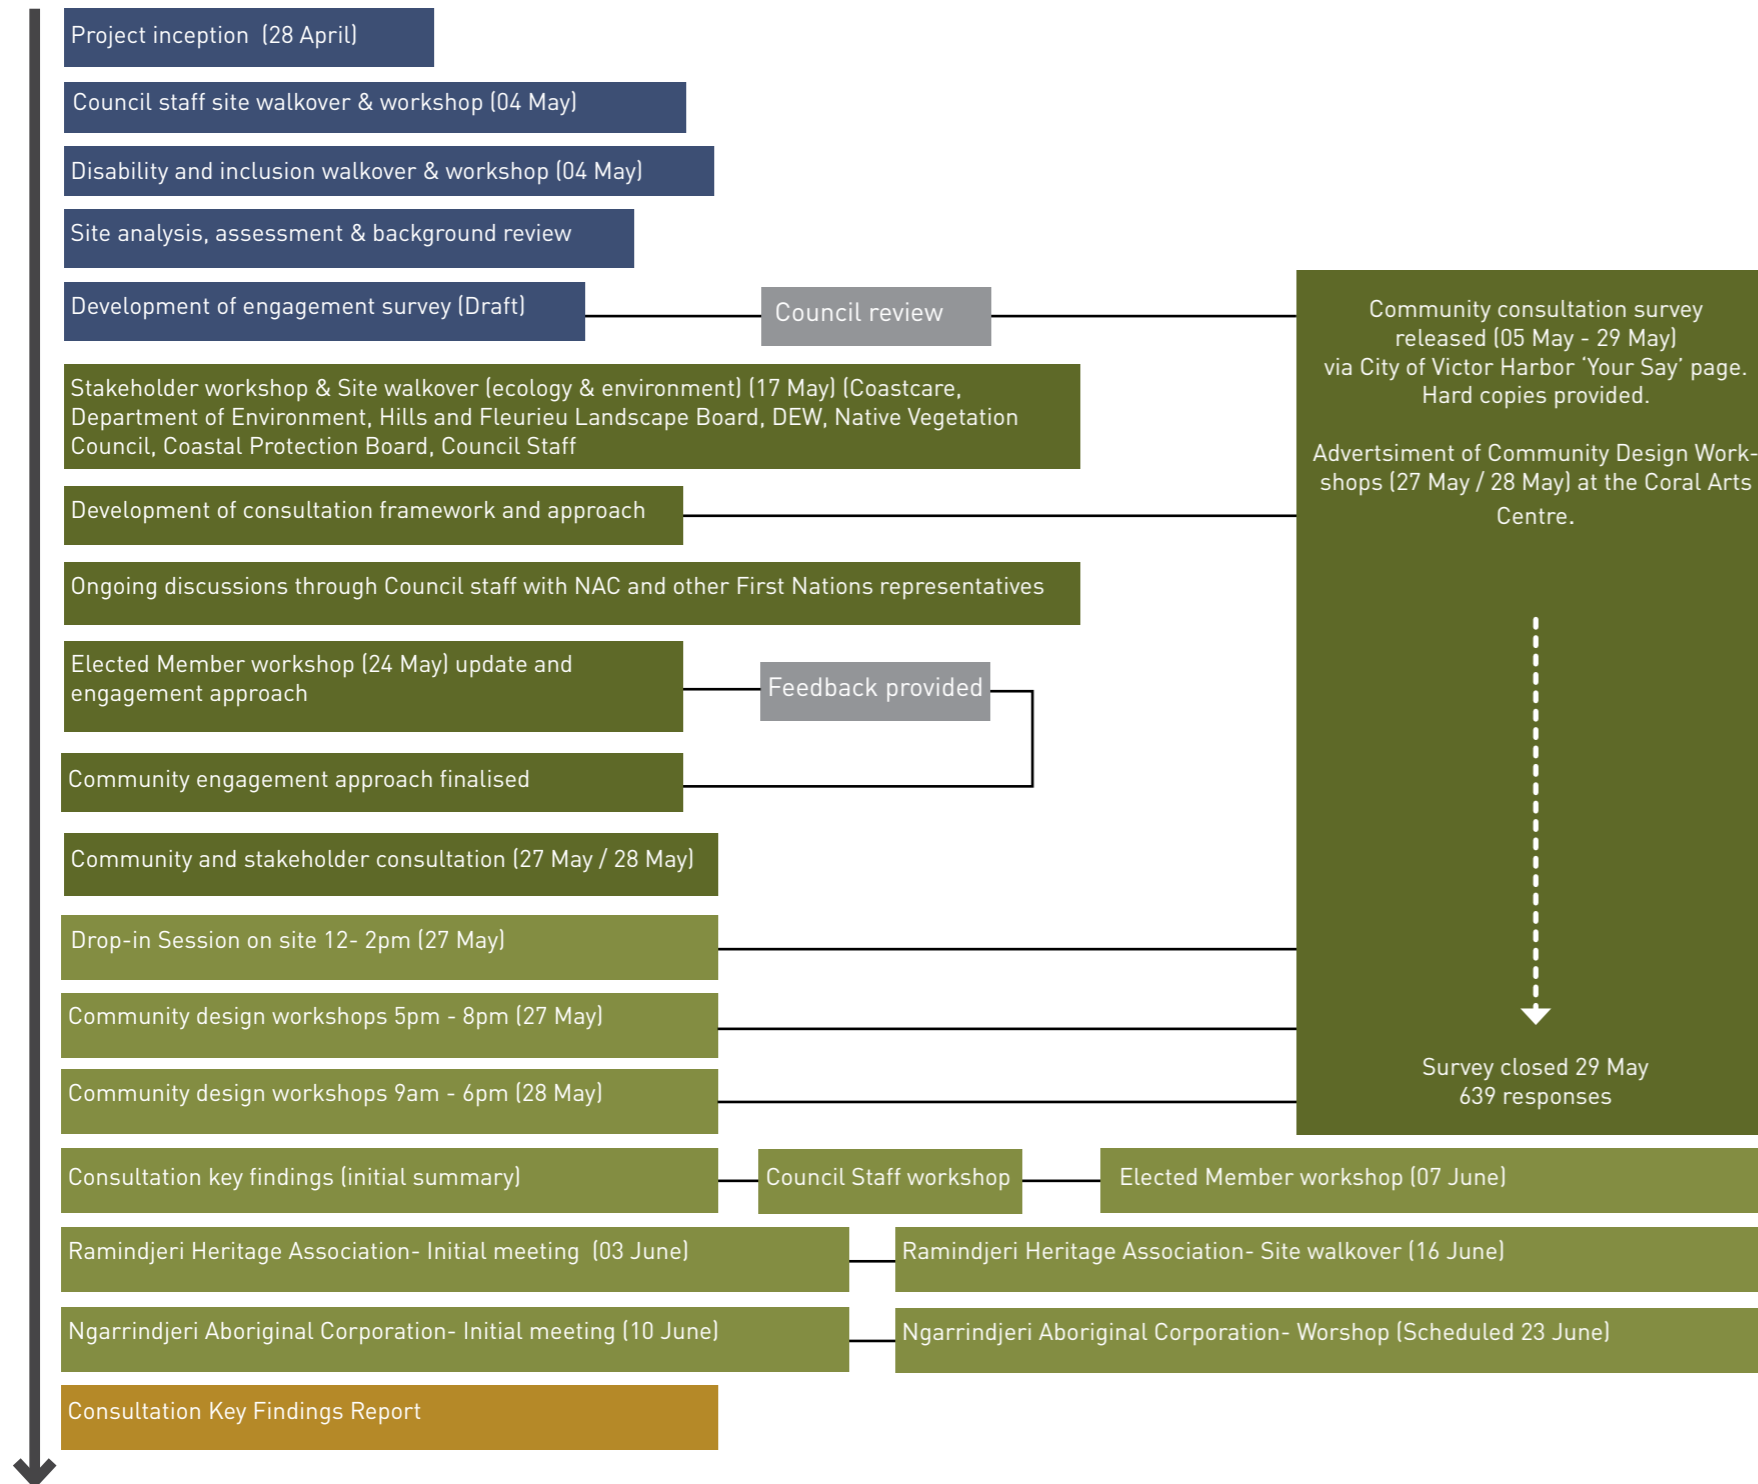 Project inception  (28 April)
Council staff site walkover & workshop (04 May)
Disability and inclusion walkover & workshop (04 May)
Site analysis, assessment & background review
Development of engagement survey (Draft)
Council review
Community consultation survey
released (05 May - 29 May)
via City of Victor Harbor ‘Your Say’ page.
Hard copies provided.
Advertsiment of Community Design Work-
shops (27 May / 28 May) at the Coral Arts
Centre.
Survey closed 29 May
639 responses
Stakeholder workshop & Site walkover (ecology & environment) (17 May) (Coastcare,
Department of Environment, Hills and Fleurieu Landscape Board, DEW, Native Vegetation
Council, Coastal Protection Board, Council Staff
Development of consultation framework and approach
Ongoing discussions through Council staff with NAC and other First Nations representatives
Elected Member workshop (24 May) update and
engagement approach
Feedback provided
Community engagement approach finalised
Community and stakeholder consultation (27 May / 28 May)
Drop-in Session on site 12- 2pm (27 May)
Community design workshops 5pm - 8pm (27 May)
Community design workshops 9am - 6pm (28 May)
Consultation key findings (initial summary)
Council Staff workshop
Elected Member workshop (07 June)
Ramindjeri Heritage Association- Initial meeting  (03 June)
Ramindjeri Heritage Association- Site walkover (16 June)
Ngarrindjeri Aboriginal Corporation- Initial meeting (10 June)
Ngarrindjeri Aboriginal Corporation- Worshop (Scheduled 23 June)
Consultation Key Findings Report